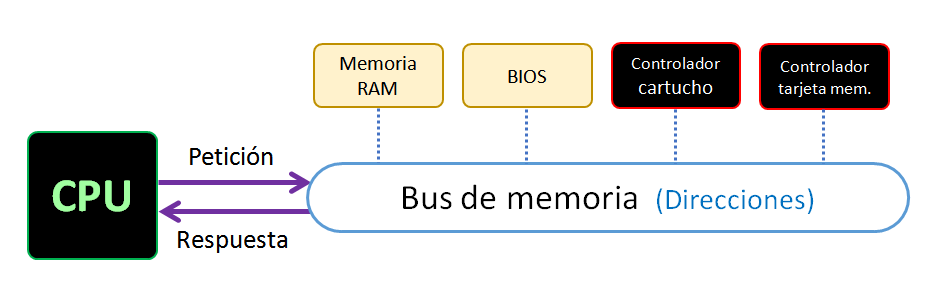 Memoria
RAM
BIOS
Controlador
cartucho
Controlador
tarjeta mem.
CPU
Petición
Respuesta
Bus de memoria (Direcciones)